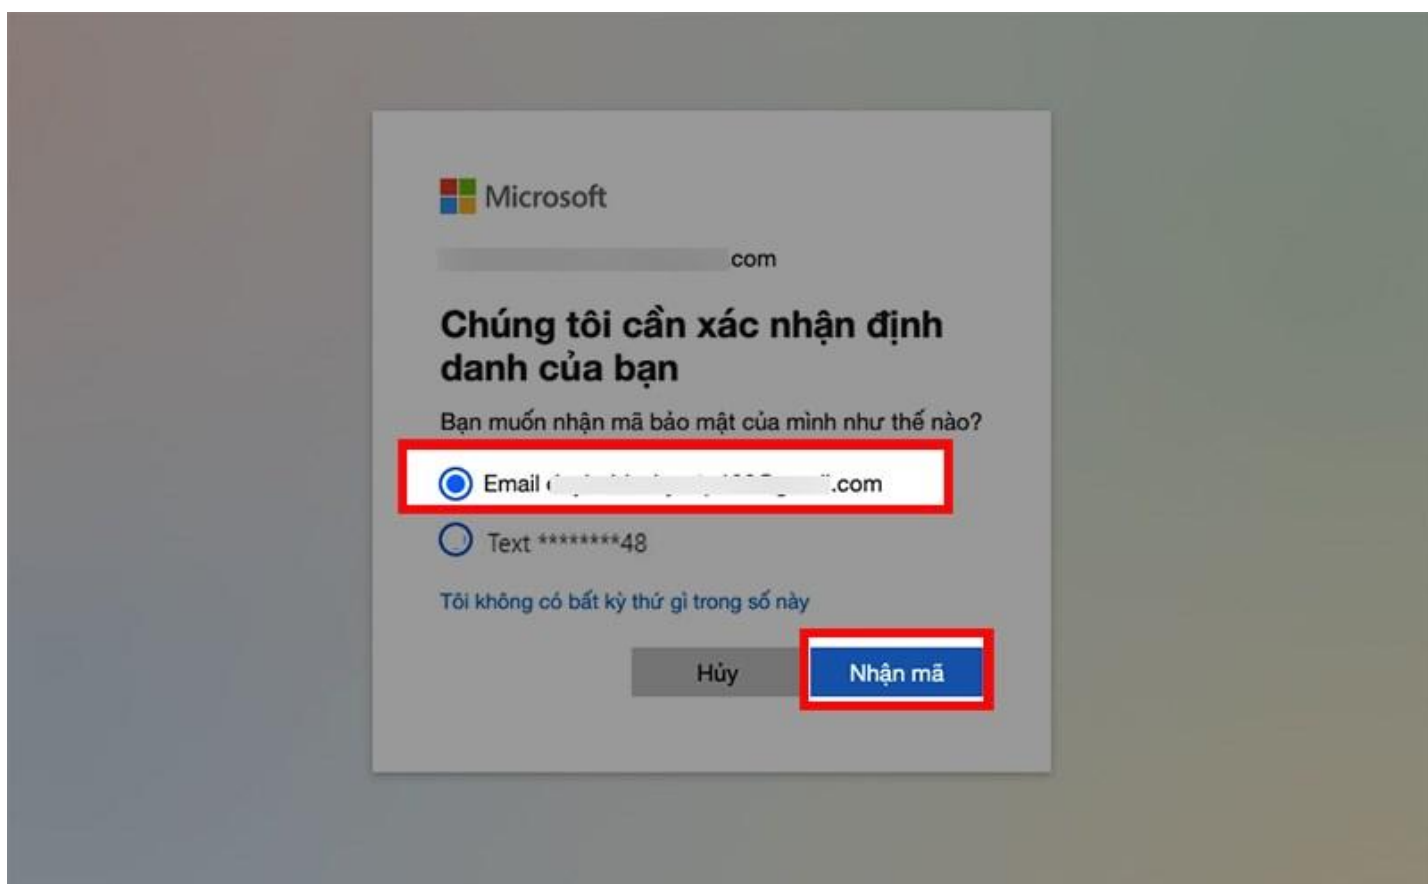 Microsoft
com
Chúng tôi cần xác nhận định
danh của bạn
Bạn muốn nhận mã bảo mật của mình như thế nào?
Email .com
Text ********48
Tôi không có bất kỳ thứ gì trong số này
Hủy Nhận mã